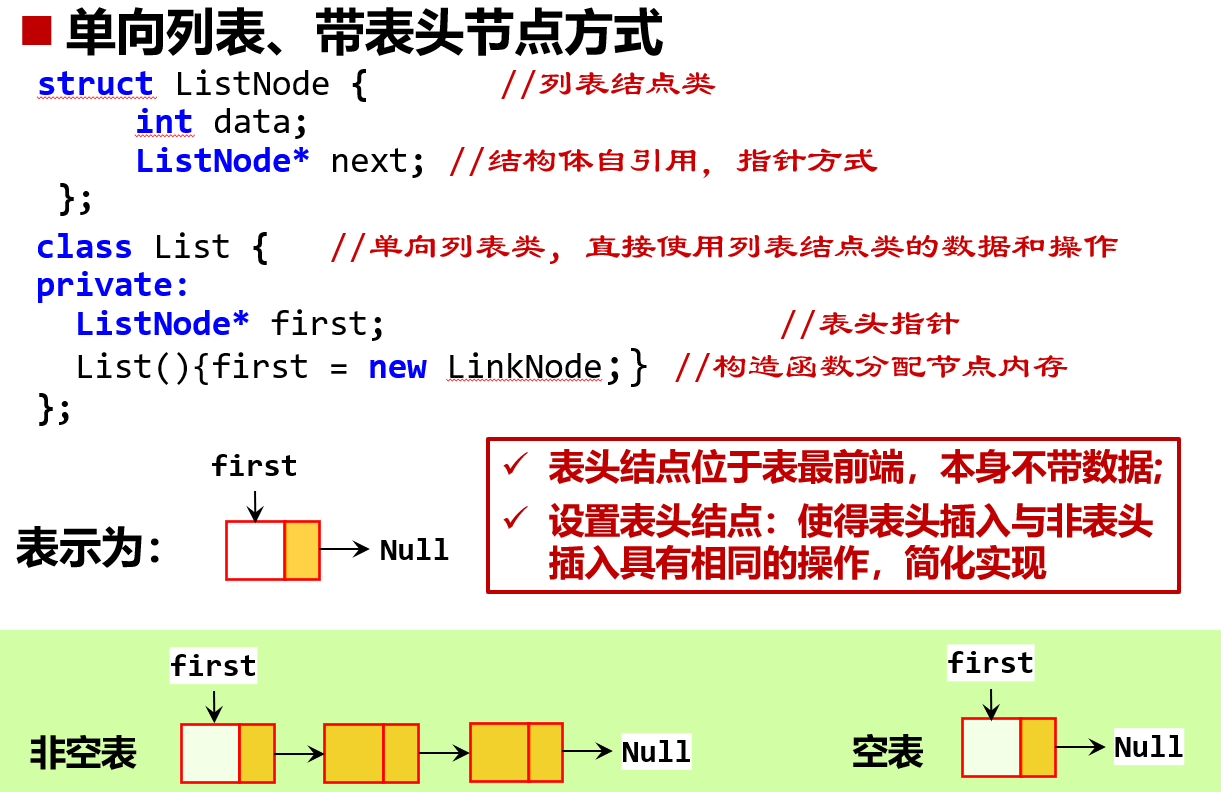 单向列表、带表头节点方式
struct ListNode { //列表结点类
int data;
ListNode* next; //结构体自引用，指针方式
};
class List { //单向列表类，直接使用列表结点类的数据和操作
private:
ListNode* first; //表头指针
List(){first = new LinkNode;} //构造函数分配节点内存
};
first
表示为：
Null
✓ 表头结点位于表最前端，本身不带数据;
✓ 设置表头结点：使得表头插入与非表头
插入具有相同的操作，简化实现
first
非空表
Null
first
空表
Null